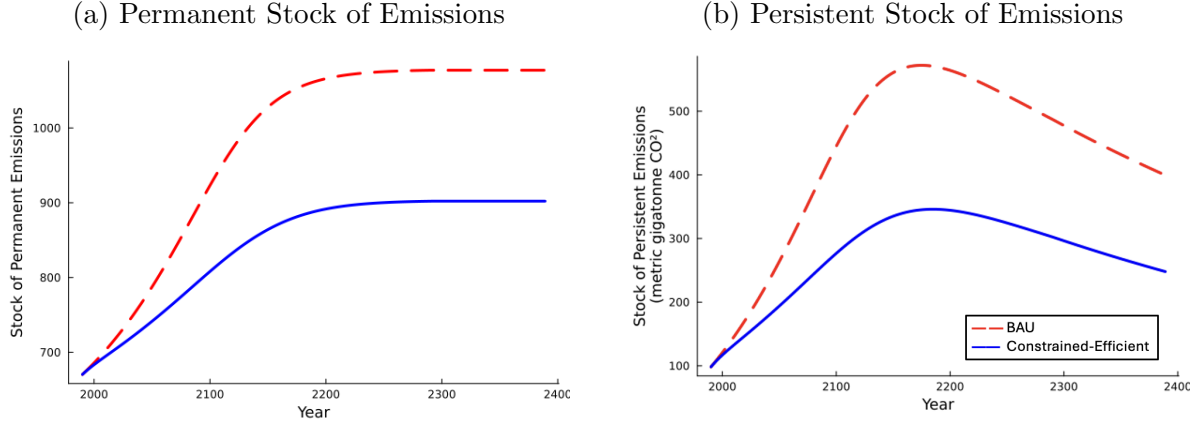 (a) Permanent Stock of Emissions
Stock of Permanent Emissions
1000
900
800
700
2000
2100
2200
2300
2400
Year
(b) Persistent Stock of Emissions
Stock of Persistent Emissions
(metric gigatonne CO²)
500
400
300
200
100
2000
2100
2200
2300
2400
Year
BAU
Constrained-Efficient